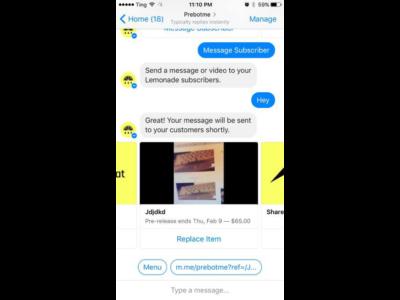 Ting
11:10 PM
59%
Home (18)
Prebotme >
Typically replies instantly
Manage
Message Subscriber
Message Subscriber
Send a message or video to your
Lemonade subscribers.
Hey
Great! Your message will be sent
to your customers shortly.
ot
Jdjdkd
Pre-release ends Thu, Feb 9 — $65.00
Share
Replace Item
Menu
m.me/prebotme?ref=/J...
Type a message...